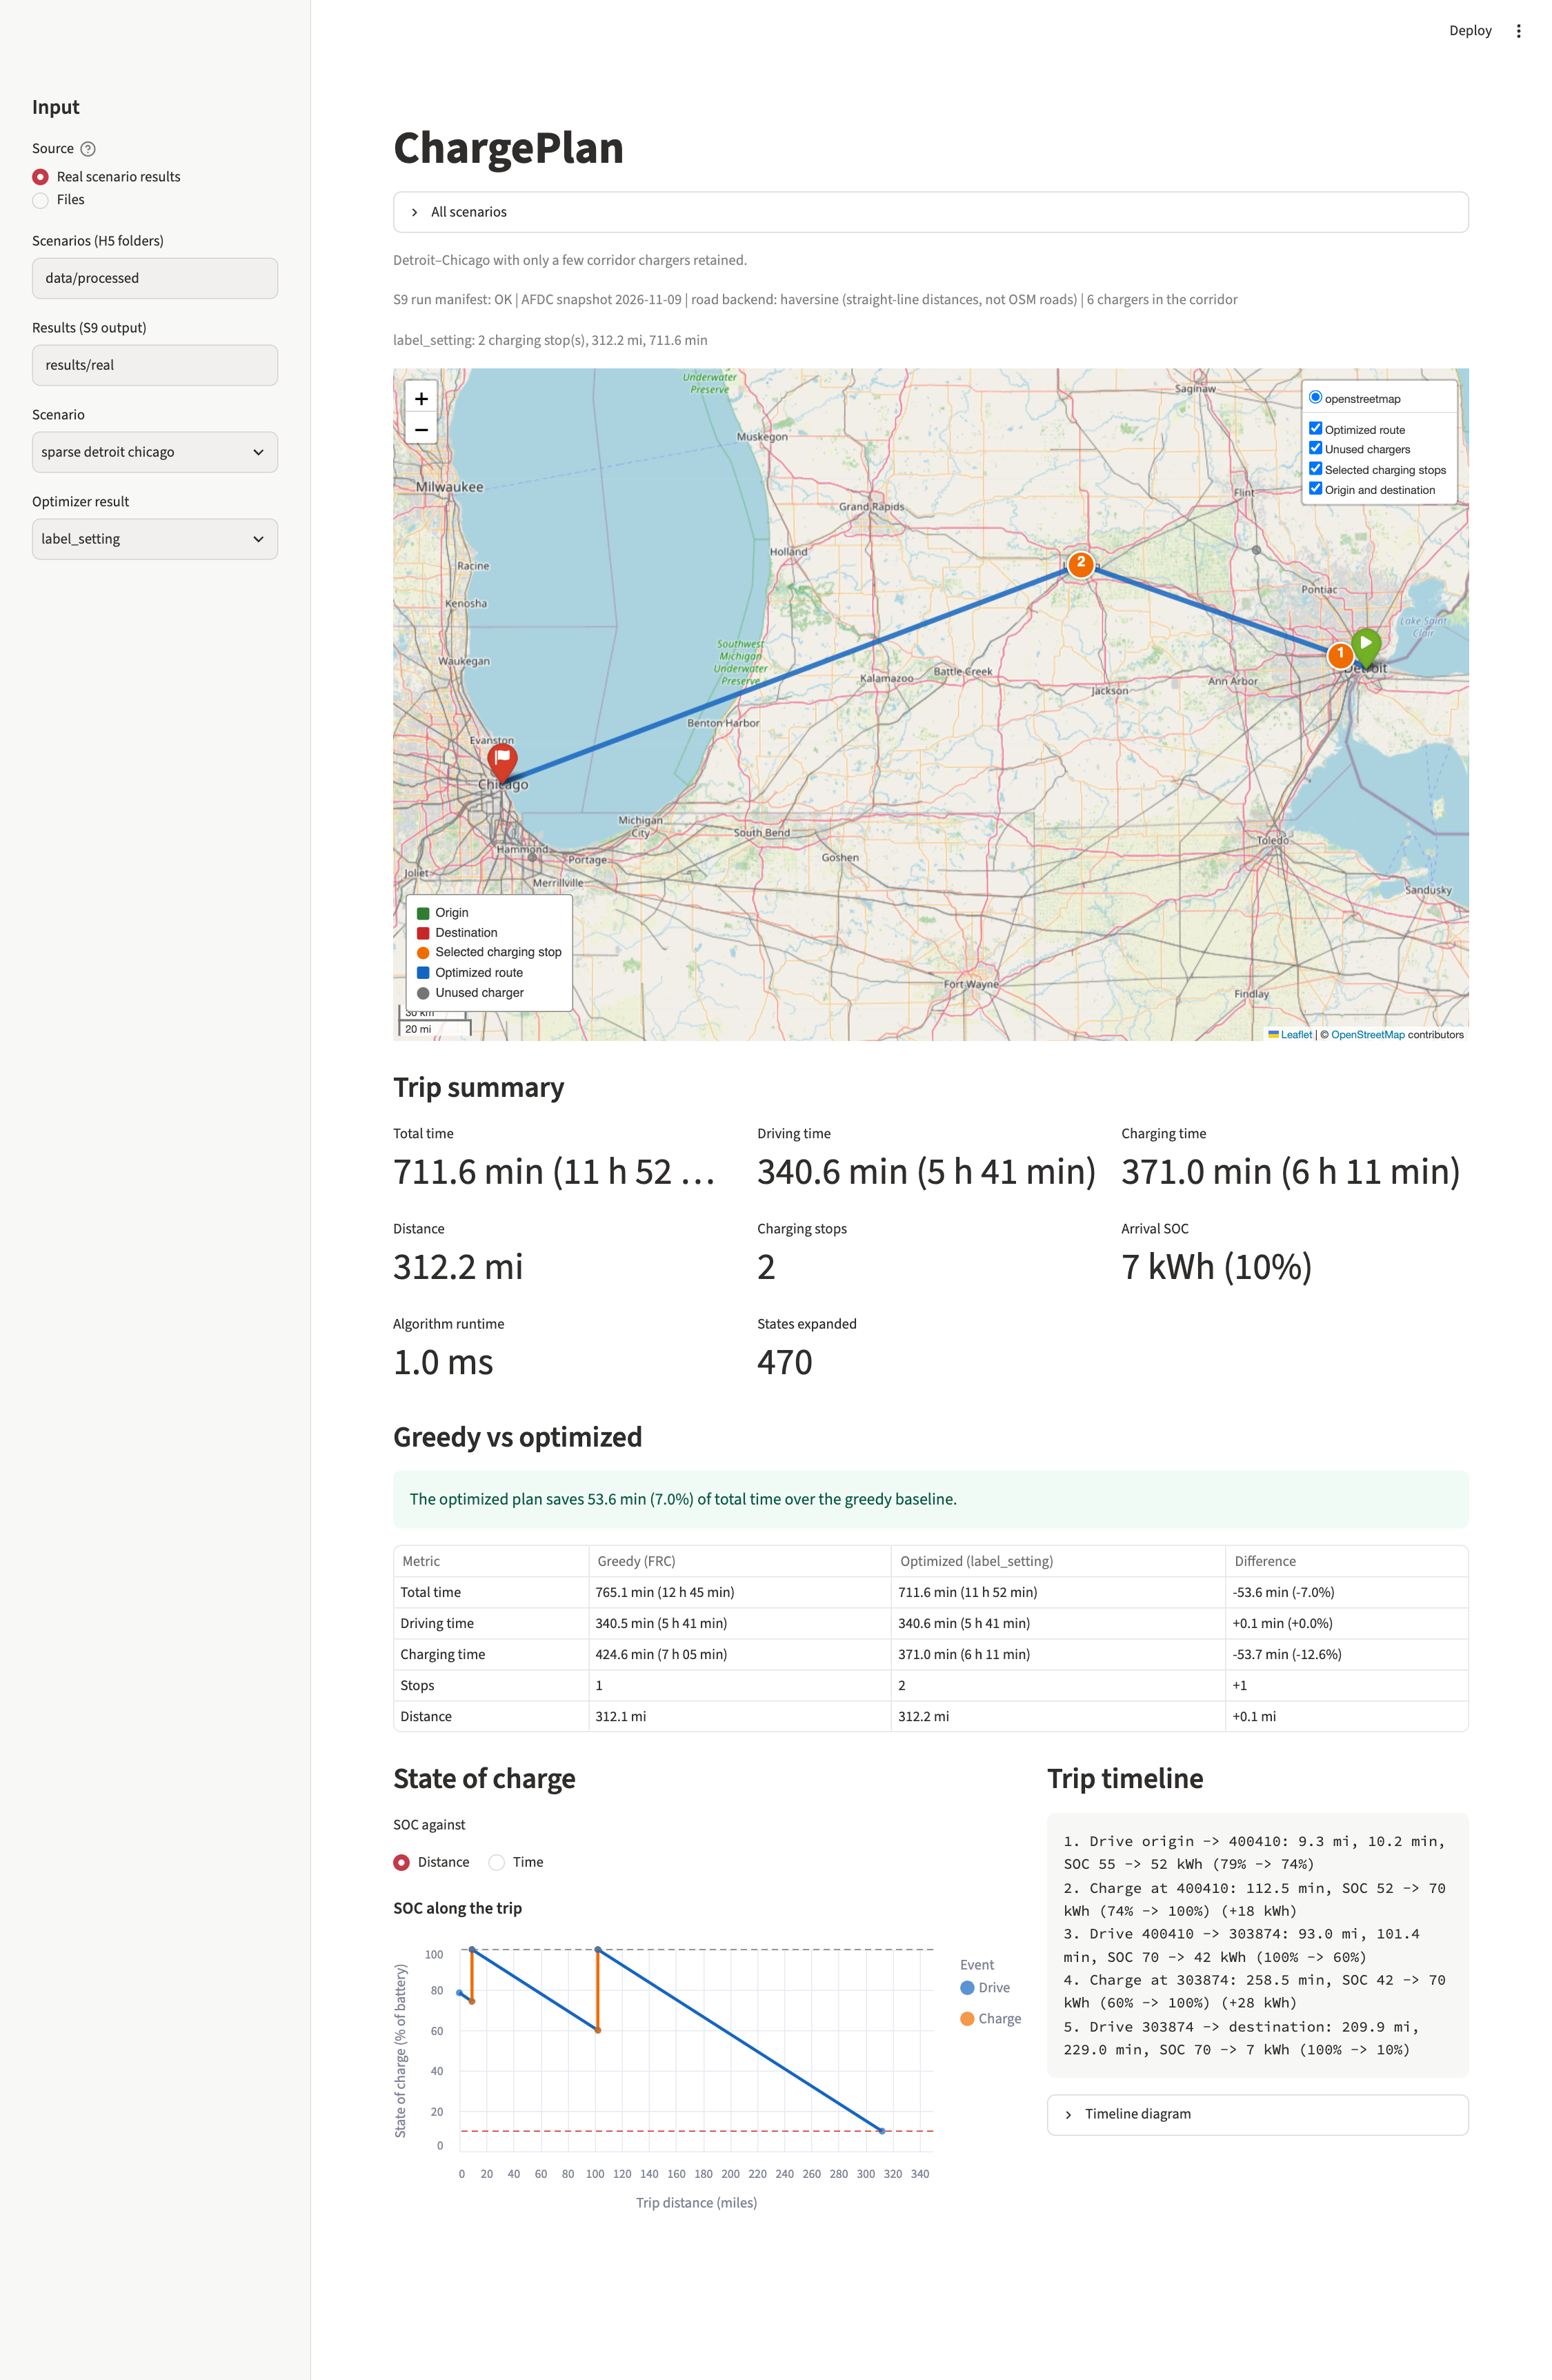 Deploy
Input
Source
Real scenario results
Files
Scenarios (H5 folders)
data/processed
Results (S9 output)
results/real
Scenario
sparse detroit chicago
Optimizer result
label_setting
ChargePlan
All scenarios
Detroit–Chicago with only a few corridor chargers retained.
S9 run manifest: OK | AFDC snapshot 2026-11-09 | road backend: haversine (straight-line distances, not OSM roads) | 6 chargers in the corridor
label_setting: 2 charging stop(s), 312.2 mi, 711.6 min
+
−
openstreetmap
Optimized route
Unused chargers
Selected charging stops
Origin and destination
Underwater
Preserve
Saginaw
Muskegon
Milwaukee
Flint
Grand Rapids
Holland
Racine
2
Pontiac
Kenosha
Lake Saint
Clair
Southwest
Michigan
Underwater
Preserve
1
Detroit
Waukegan
Battle Creek
Kalamazoo
Ann Arbor
Jackson
Benton Harbor
Evanston
Chicago
Michigan
City
South Bend
Toledo
Hammond
Portage
Goshen
Joliet
Merrillville
Sandusky
Fort Wayne
Findlay
Origin
Destination
Selected charging stop
Optimized route
Unused charger
30 km
20 mi
Leaflet | © OpenStreetMap contributors
Trip summary
Total time
711.6 min (11 h 52 …
Driving time
340.6 min (5 h 41 min)
Charging time
371.0 min (6 h 11 min)
Distance
312.2 mi
Charging stops
2
Arrival SOC
7 kWh (10%)
Algorithm runtime
1.0 ms
States expanded
470
Greedy vs optimized
The optimized plan saves 53.6 min (7.0%) of total time over the greedy baseline.
Metric Greedy (FRC) Optimized (label_setting) Difference
Total time 765.1 min (12 h 45 min) 711.6 min (11 h 52 min) -53.6 min (-7.0%)
Driving time 340.5 min (5 h 41 min) 340.6 min (5 h 41 min) +0.1 min (+0.0%)
Charging time 424.6 min (7 h 05 min) 371.0 min (6 h 11 min) -53.7 min (-12.6%)
Stops 1 2 +1
Distance 312.1 mi 312.2 mi +0.1 mi
State of charge
SOC against
Distance Time
SOC along the trip
State of charge (% of battery)
100
80
60
40
20
0
0 20 40 60 80 100 120 140 160 180 200 220 240 260 280 300 320 340
Trip distance (miles)
Event
Drive
Charge
Trip timeline
1. Drive origin -> 400410: 9.3 mi, 10.2 min,
SOC 55 -> 52 kWh (79% -> 74%)
2. Charge at 400410: 112.5 min, SOC 52 -> 70
kWh (74% -> 100%) (+18 kWh)
3. Drive 400410 -> 303874: 93.0 mi, 101.4
min, SOC 70 -> 42 kWh (100% -> 60%)
4. Charge at 303874: 258.5 min, SOC 42 -> 70
kWh (60% -> 100%) (+28 kWh)
5. Drive 303874 -> destination: 209.9 mi,
229.0 min, SOC 70 -> 7 kWh (100% -> 10%)
Timeline diagram